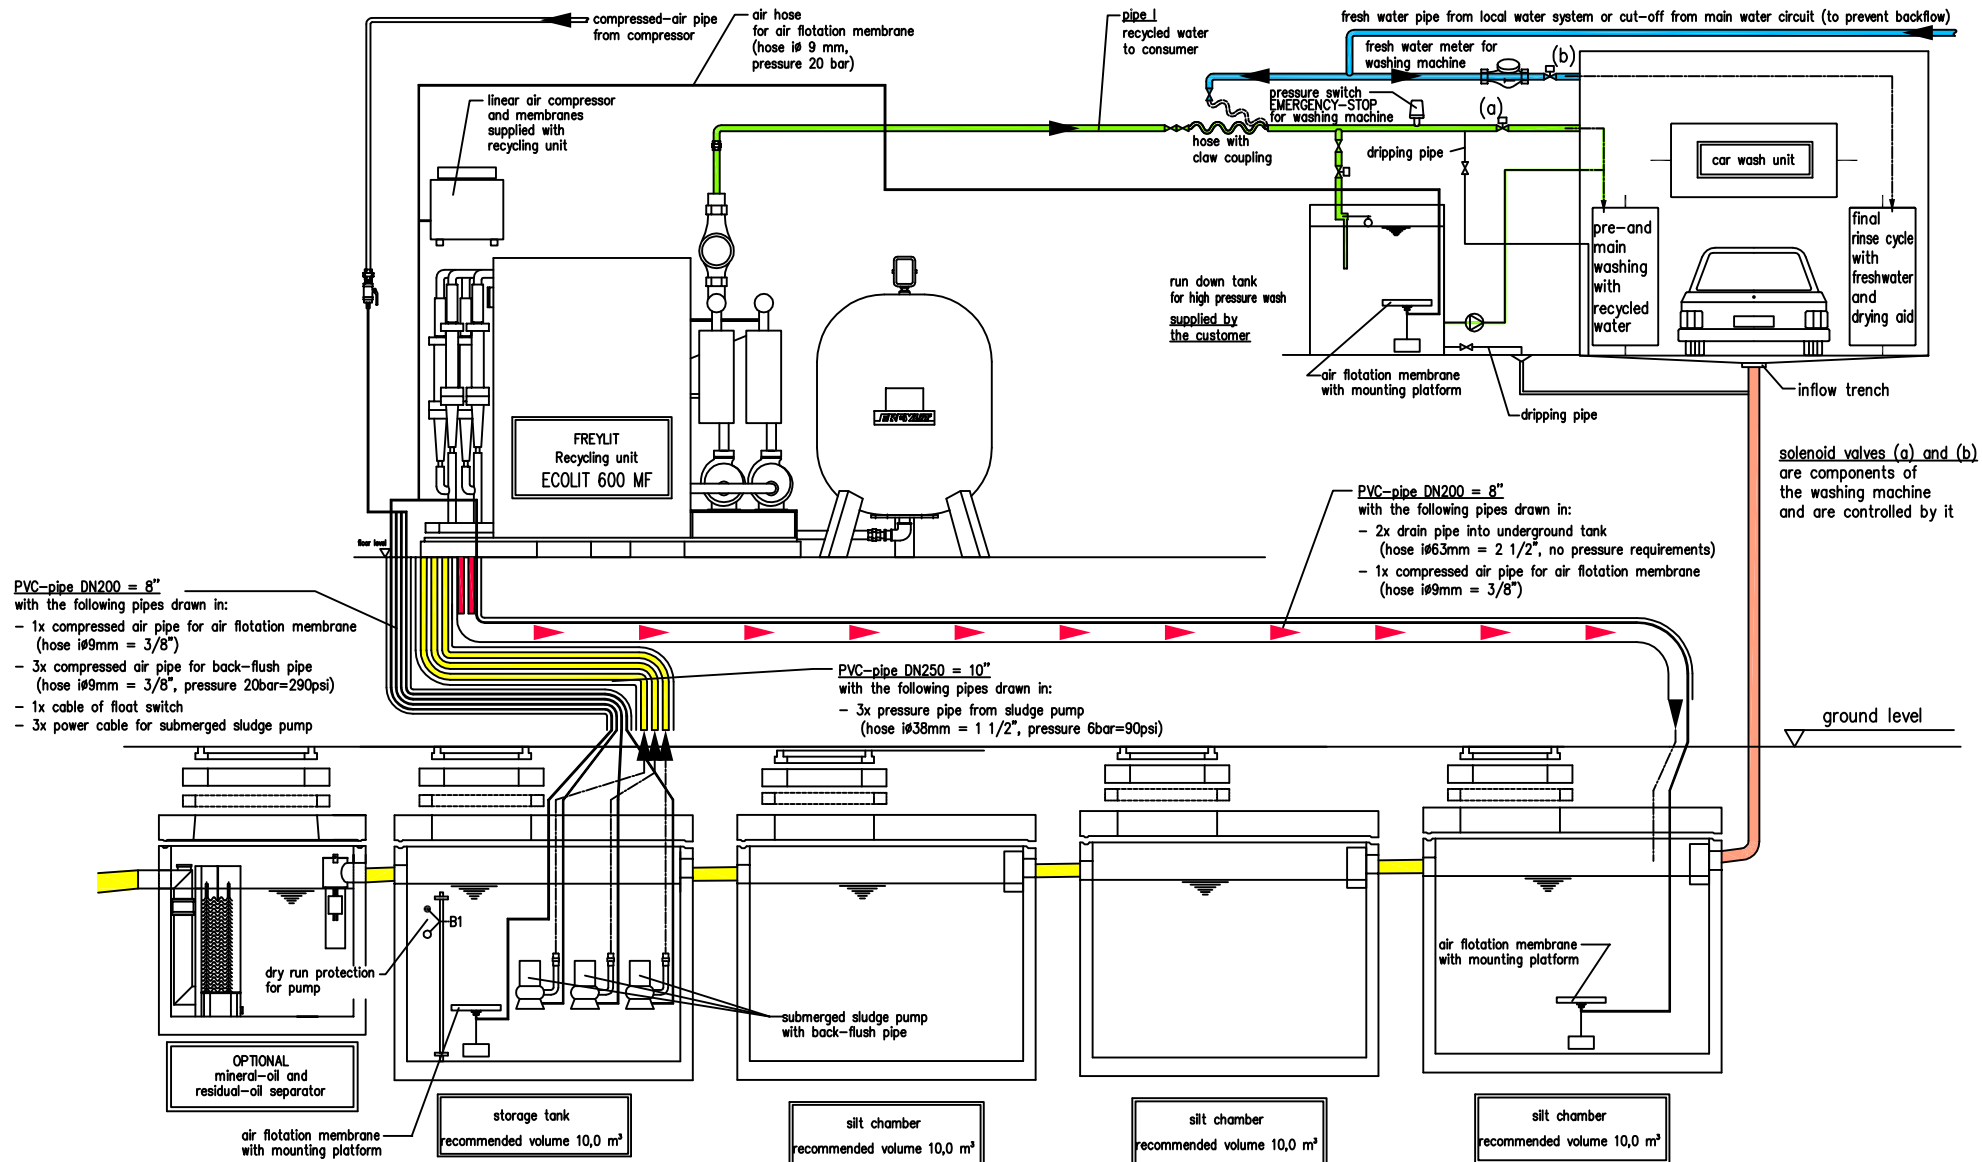 compressed-air pipe
from compressor
air hose
for air flotation membrane
(hose iø 9 mm,
pressure 20 bar)
pipe I
recycled water
to consumer
fresh water pipe from local water system or cut-off from main water circuit (to prevent backflow)
fresh water meter for
washing machine
(b)
pressure switch
EMERGENCY-STOP
for washing machine
(a)
hose with
claw coupling
dripping pipe
car wash unit
linear air compressor
and membranes
supplied with
recycling unit
pre-and
main
washing
with
recycled
water
final
rinse cycle
with
freshwater
and
drying aid
run down tank
for high pressure wash
supplied by
the customer
air flotation membrane
with mounting platform
dripping pipe
inflow trench
FREYLIT
Recycling unit
ECOLIT 600 MF
solenoid valves (a) and (b)
are components of
the washing machine
and are controlled by it
PVC-pipe DN200 = 8”
with the following pipes drawn in:
- 2x drain pipe into underground tank
(hose iø63mm = 2 1/2”, no pressure requirements)
- 1x compressed air pipe for air flotation membrane
(hose iø9mm = 3/8”)
floor level
PVC-pipe DN200 = 8”
with the following pipes drawn in:
- 1x compressed air pipe for air flotation membrane
(hose iø9mm = 3/8”)
- 3x compressed air pipe for back-flush pipe
(hose iø9mm = 3/8”, pressure 20bar=290psi)
- 1x cable of float switch
- 3x power cable for submerged sludge pump
PVC-pipe DN250 = 10”
with the following pipes drawn in:
- 3x pressure pipe from sludge pump
(hose iø38mm = 1 1/2”, pressure 6bar=90psi)
ground level
B1
dry run protection
for pump
submerged sludge pump
with back-flush pipe
air flotation membrane
with mounting platform
OPTIONAL
mineral-oil and
residual-oil separator
storage tank
recommended volume 10,0 m³
silt chamber
recommended volume 10,0 m³
silt chamber
recommended volume 10,0 m³
silt chamber
recommended volume 10,0 m³
air flotation membrane
with mounting platform